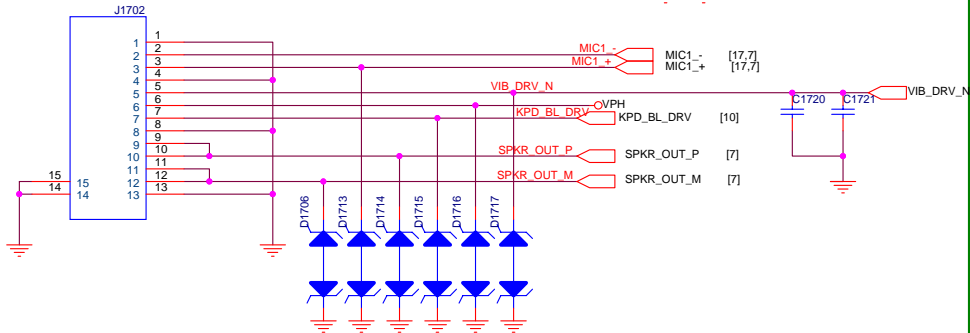 J1702
1 1
2 2 MIC1_- MIC1_- [17,7]
3 3 MIC1_+ MIC1_+ [17,7]
4 4
5 5 VIB_DRV_N VIB_DRV_N
C1720 C1721
6 6 VPH
7 7 KPD_BL_DRV KPD_BL_DRV [10]
8 8
9 9
10 10 SPKR_OUT_P SPKR_OUT_P [7]
11 11
15 15 12 12 SPKR_OUT_M SPKR_OUT_M [7]
14 14 13 13
D1706 D1713 D1714 D1715 D1716 D1717